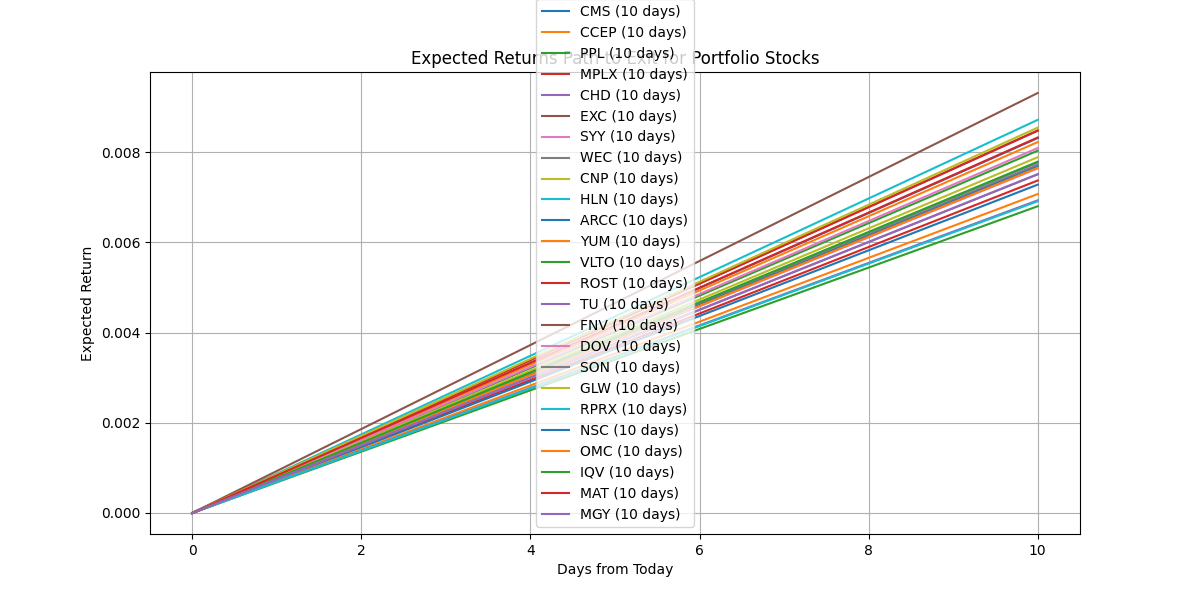 CMS (10 days)
CCEP (10 days)
Expected Returns Path to Exit for Portfolio Stocks
PPL (10 days)
MPLX (10 days)
CHD (10 days)
EXC (10 days)
SYY (10 days)
WEC (10 days)
CNP (10 days)
HLN (10 days)
ARCC (10 days)
YUM (10 days)
VLTO (10 days)
ROST (10 days)
TU (10 days)
FNV (10 days)
DOV (10 days)
SON (10 days)
GLW (10 days)
RPRX (10 days)
NSC (10 days)
OMC (10 days)
IQV (10 days)
MAT (10 days)
MGY (10 days)
0.008
0.006
0.004
0.002
0.000
Expected Return
0 2 4 6 8 10
Days from Today